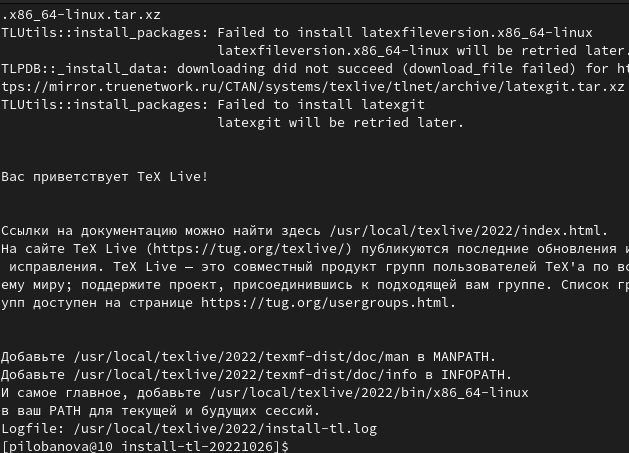 .x86_64-linux.tar.xz
TLUtils::install_packages: Failed to install latexfileversion.x86_64-linux
latexfileversion.x86_64-linux will be retried later.
TLPDB::_install_data: downloading did not succeed (download_file failed) for ht
tps://mirror.truenetwork.ru/CTAN/systems/texlive/tlnet/archive/latexgit.tar.xz
TLUtils::install_packages: Failed to install latexgit
latexgit will be retried later.
Вас приветствует TeX Live!
Ссылки на документацию можно найти здесь /usr/local/texlive/2022/index.html.
На сайте TeX Live (https://tug.org/texlive/) публикуются последние обновления и
исправления. TeX Live — это совместный продукт групп пользователей TeX'а по вс
ему миру; поддержите проект, присоединившись к подходящей вам группе. Список гр
упп доступен на странице https://tug.org/usergroups.html.
Добавьте /usr/local/texlive/2022/texmf-dist/doc/man в MANPATH.
Добавьте /usr/local/texlive/2022/texmf-dist/doc/info в INFOPATH.
И самое главное, добавьте /usr/local/texlive/2022/bin/x86_64-linux
в ваш PATH для текущей и будущих сессий.
Logfile: /usr/local/texlive/2022/install-tl.log
[pilobanova@10 install-tl-20221026]$